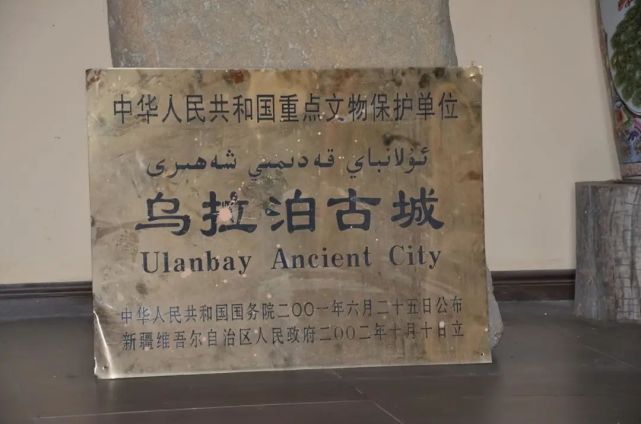 中华人民共和国重点文物保护单位
ئۇلانباي قەدىمىي شەھىرى
乌拉泊古城
Ulanbay Ancient City
中华人民共和国国务院二〇〇一年六月二十五日公布
新疆维吾尔自治区人民政府二〇〇二年十月十日立